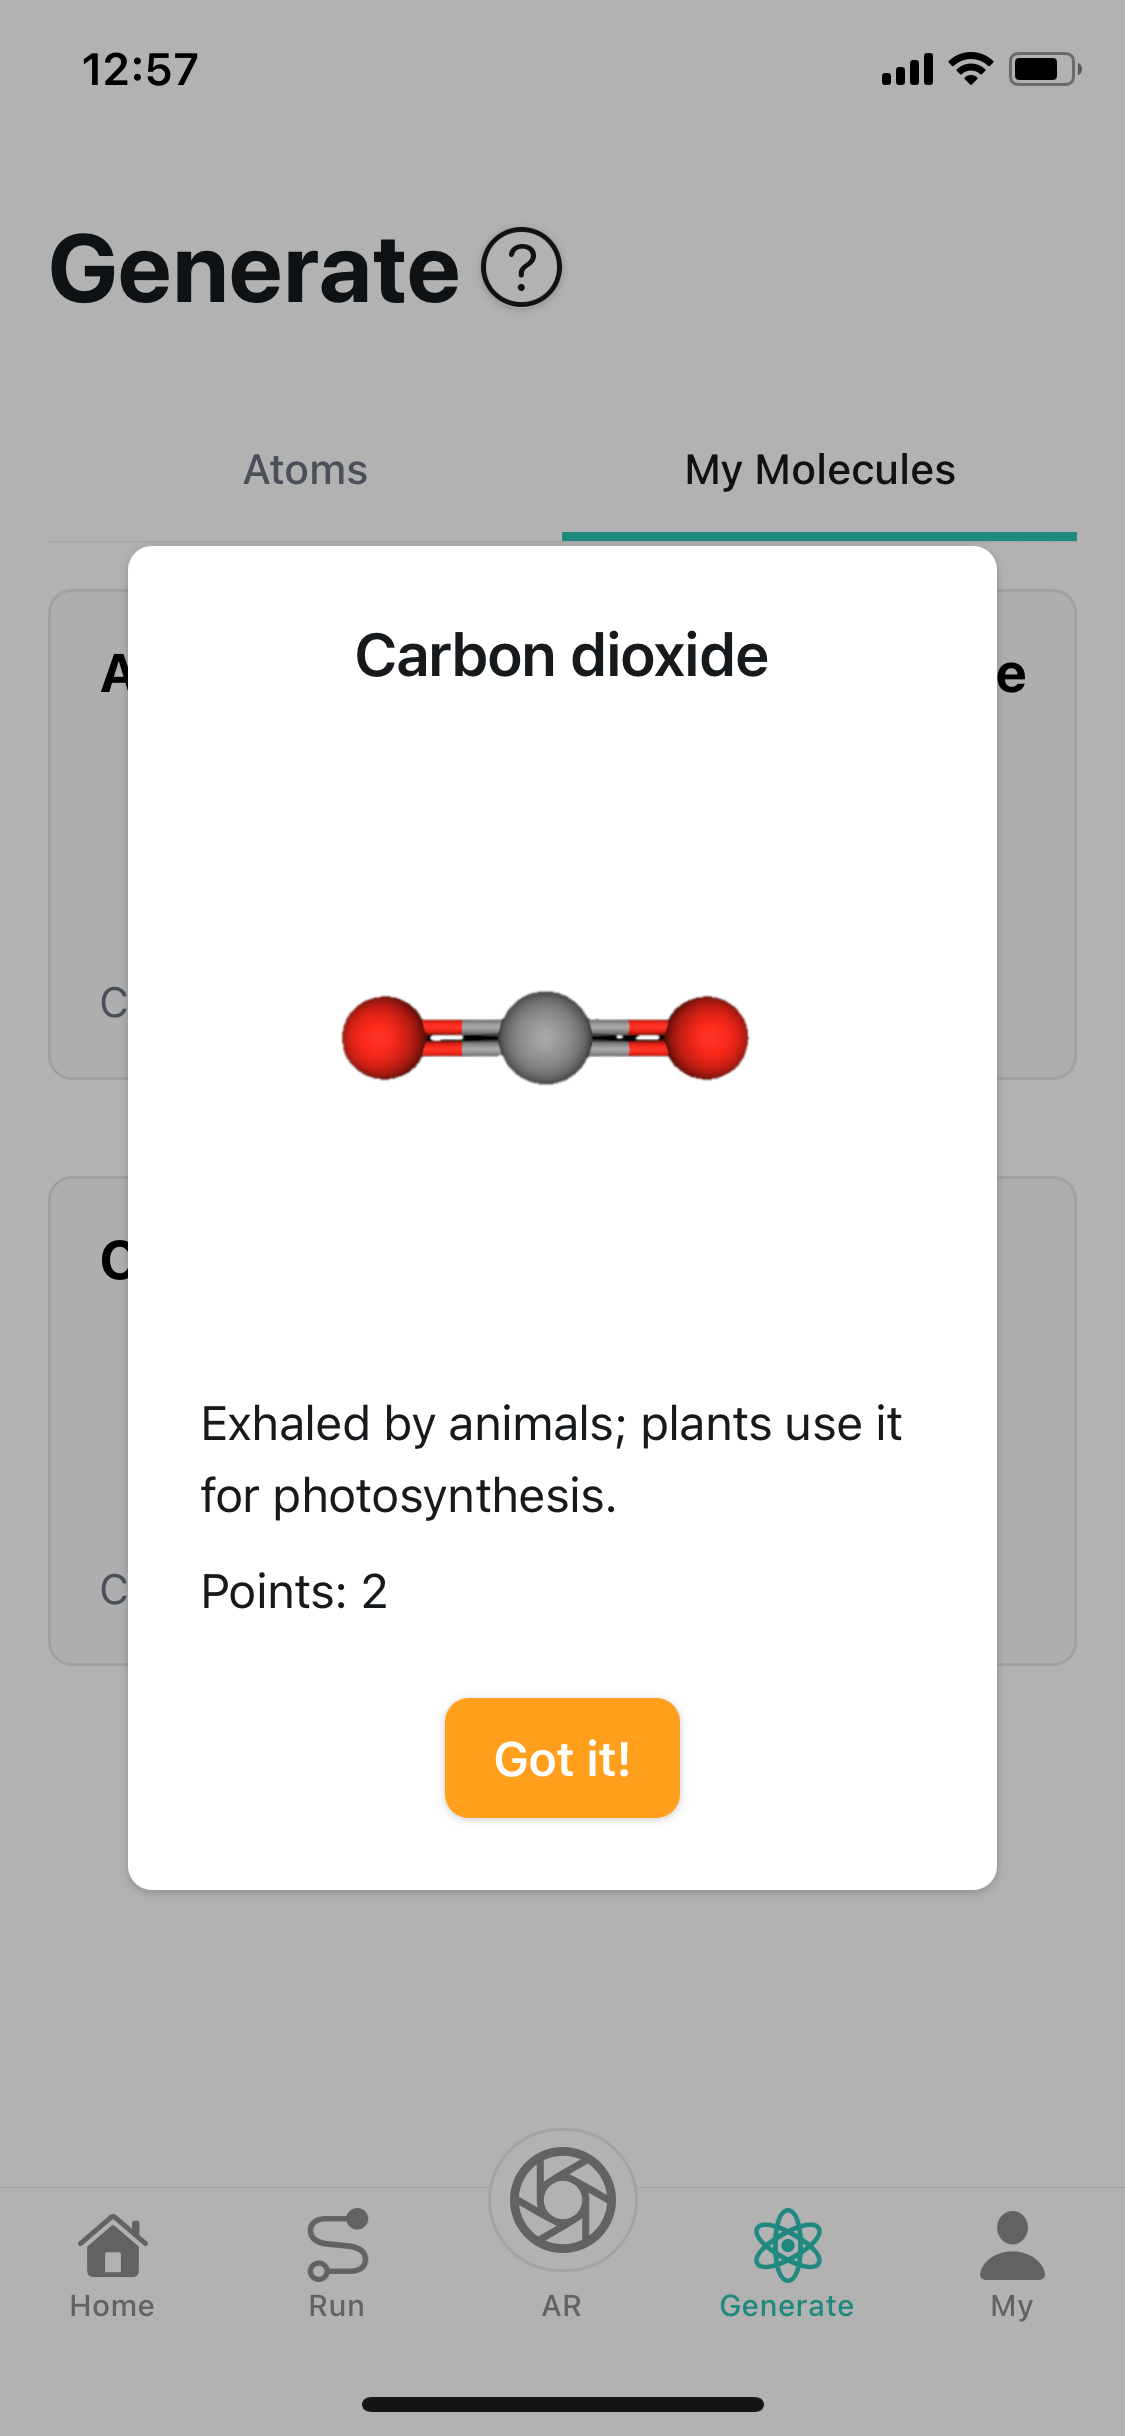 12:57
Generate ?
Atoms
My Molecules
Carbon dioxide
Exhaled by animals; plants use it
for photosynthesis.
Points: 2
Got it!
Home
Run
AR
Generate
My